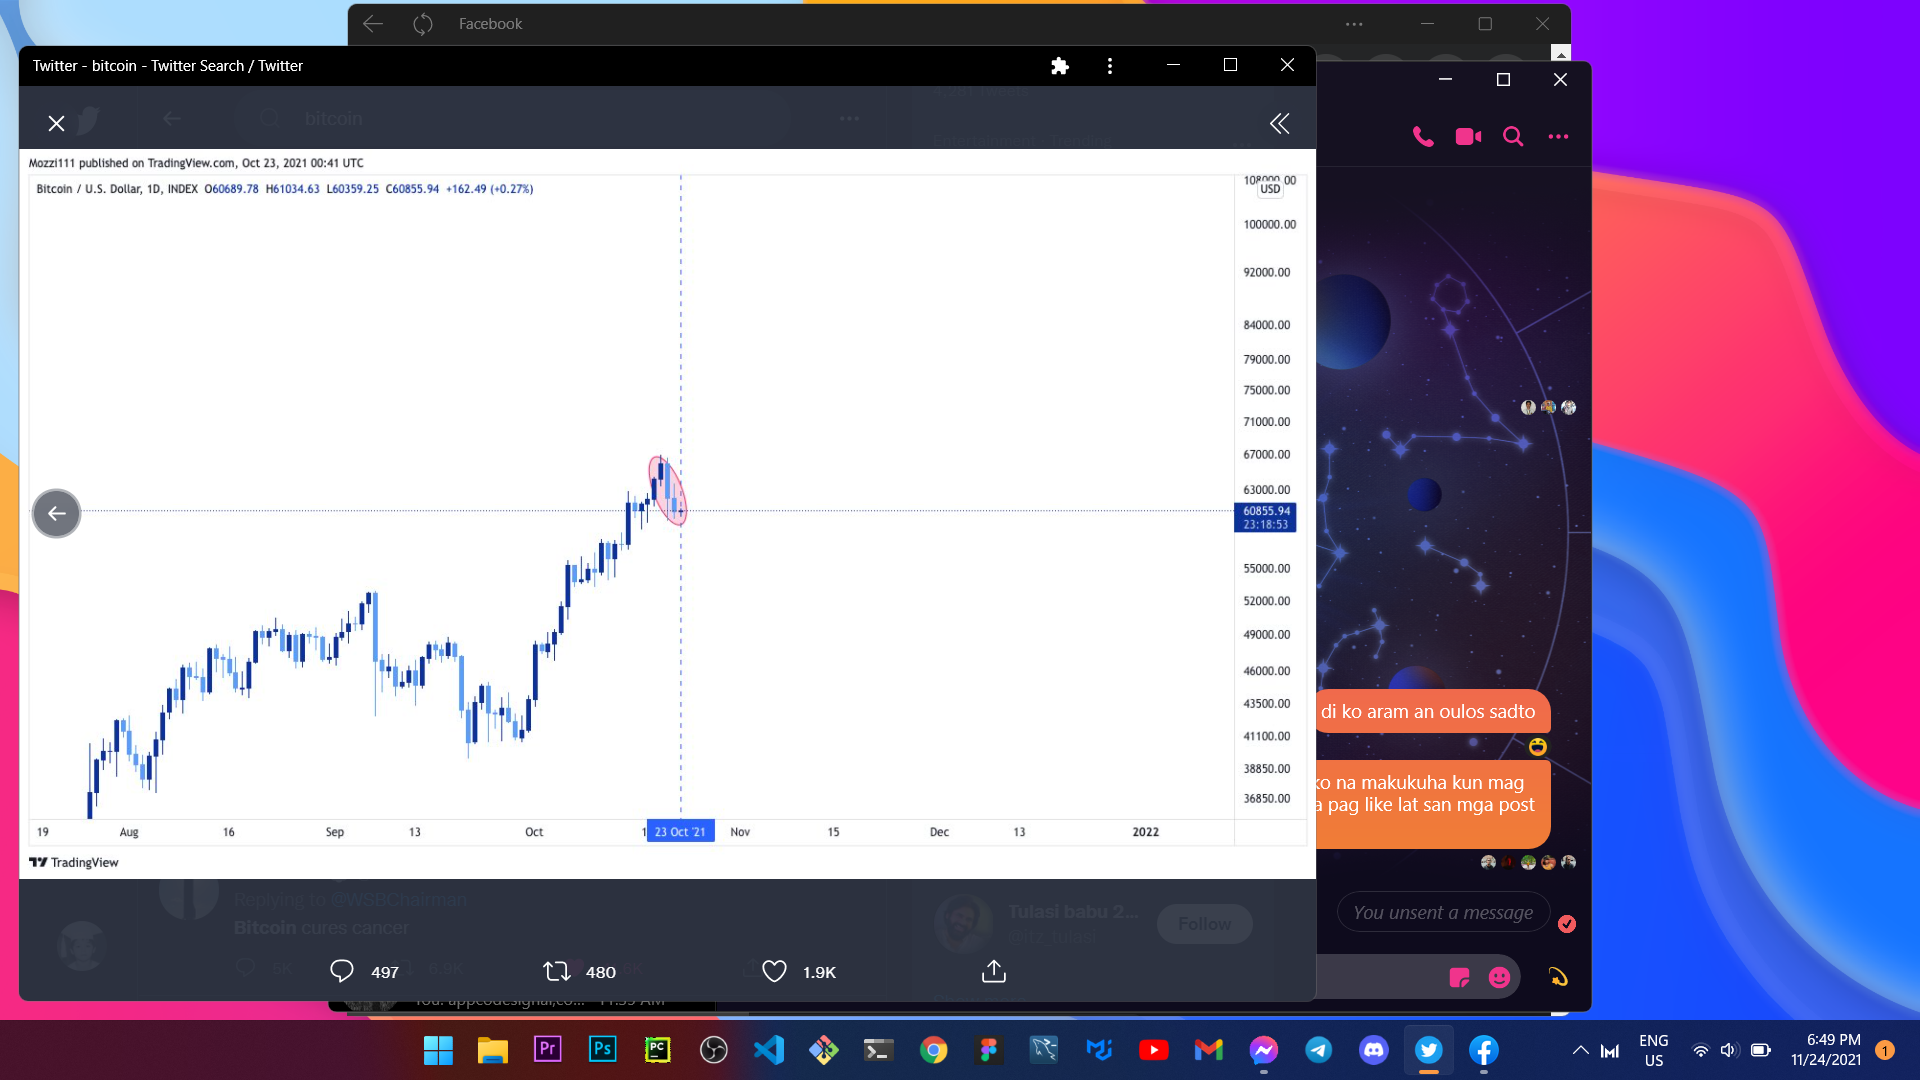 Facebook
Twitter - bitcoin - Twitter Search / Twitter
bitcoin
Mozzi111 published on TradingView.com, Oct 23, 2021 00:41 UTC
Bitcoin / U.S. Dollar, 1D, INDEX O60689.78 H61034.63 L60359.25 C60855.94 +162.49 (+0.27%)
108000.00
USD
100000.00
92000.00
84000.00
79000.00
75000.00
71000.00
67000.00
63000.00
60855.94
23:18:53
55000.00
52000.00
49000.00
46000.00
43500.00
41100.00
38850.00
36850.00
19 Aug 16 Sep 13 Oct 23 Oct '21 Nov 15 Dec 13 2022
TradingView
Replying to @WSBChairman
Bitcoin cures cancer
Tulasi babu 2...
Follow
497 480 1.9K
di ko aram an oulos sadto
ko na makukuha kun mag
a pag like lat san mga post
You unsent a message
Pr Ps PC
ENG
US
6:49 PM
11/24/2021
1